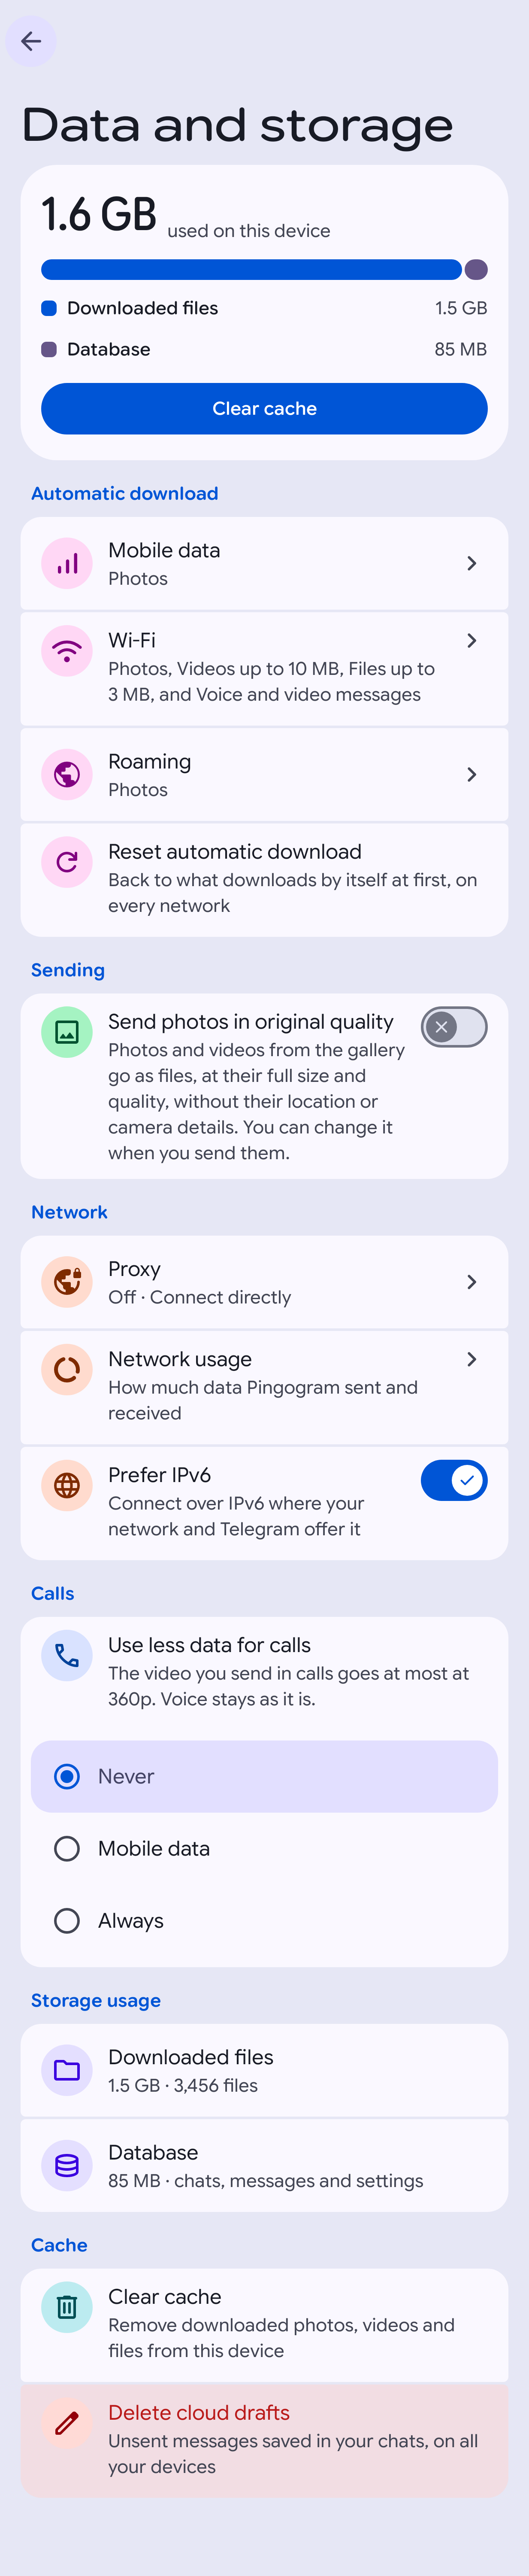 Data and storage
1.6 GB used on this device
Downloaded files 1.5 GB
Database 85 MB
Clear cache
Automatic download
Mobile data
Photos
Wi-Fi
Photos, Videos up to 10 MB, Files up to
3 MB, and Voice and video messages
Roaming
Photos
Reset automatic download
Back to what downloads by itself at first, on
every network
Sending
Send photos in original quality
Photos and videos from the gallery
go as files, at their full size and
quality, without their location or
camera details. You can change it
when you send them.
Network
Proxy
Off · Connect directly
Network usage
How much data Pingogram sent and
received
Prefer IPv6
Connect over IPv6 where your
network and Telegram offer it
Calls
Use less data for calls
The video you send in calls goes at most at
360p. Voice stays as it is.
Never
Mobile data
Always
Storage usage
Downloaded files
1.5 GB · 3,456 files
Database
85 MB · chats, messages and settings
Cache
Clear cache
Remove downloaded photos, videos and
files from this device
Delete cloud drafts
Unsent messages saved in your chats, on all
your devices